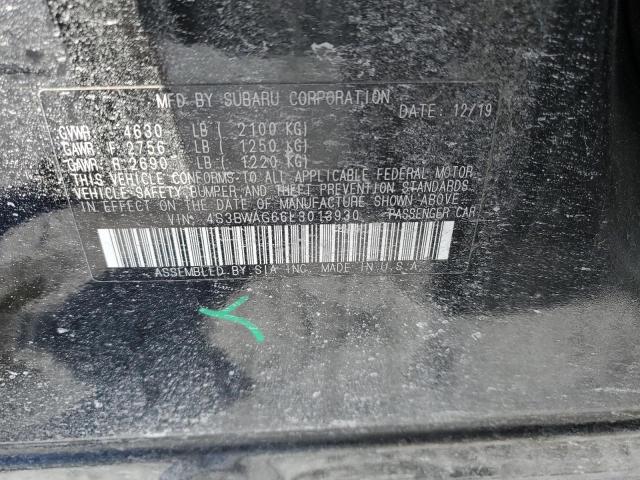 MFD BY SUBARU CORPORATION DATE: 12/19
GVWR: 4630 LB ( 2100 KG)
GAWR: F 2756 LB ( 1250 KG)
GAWR: R 2690 LB ( 1220 KG)
THIS VEHICLE CONFORMS TO ALL APPLICABLE FEDERAL MOTOR
VEHICLE SAFETY, BUMPER AND THEFT PREVENTION STANDARDS
IN EFFECT ON THE DATE OF MANUFACTURE SHOWN ABOVE.
VIN: 4S3BWAG66L3013930 PASSENGER CAR
ASSEMBLED BY SIA INC. MADE IN U.S.A.